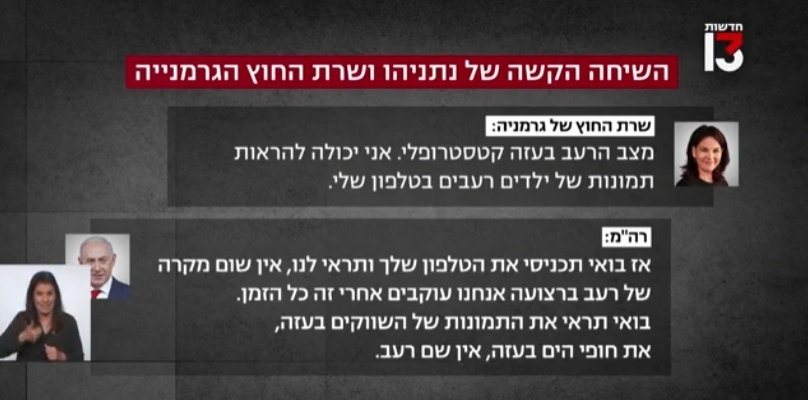 חדשות
13
השיחה הקשה של נתניהו ושרת החוץ הגרמנייה
שרת החוץ של גרמניה:
מצב הרעב בעזה קטסטרופלי. אני יכולה להראות
תמונות של ילדים רעבים בטלפון שלי.
רה"מ:
אז בואי תכניסי את הטלפון שלך ותראי לנו, אין שום מקרה
של רעב ברצועה אנחנו עוקבים אחרי זה כל הזמן.
בואי תראי את התמונות של השווקים בעזה,
את חופי הים בעזה, אין שם רעב.